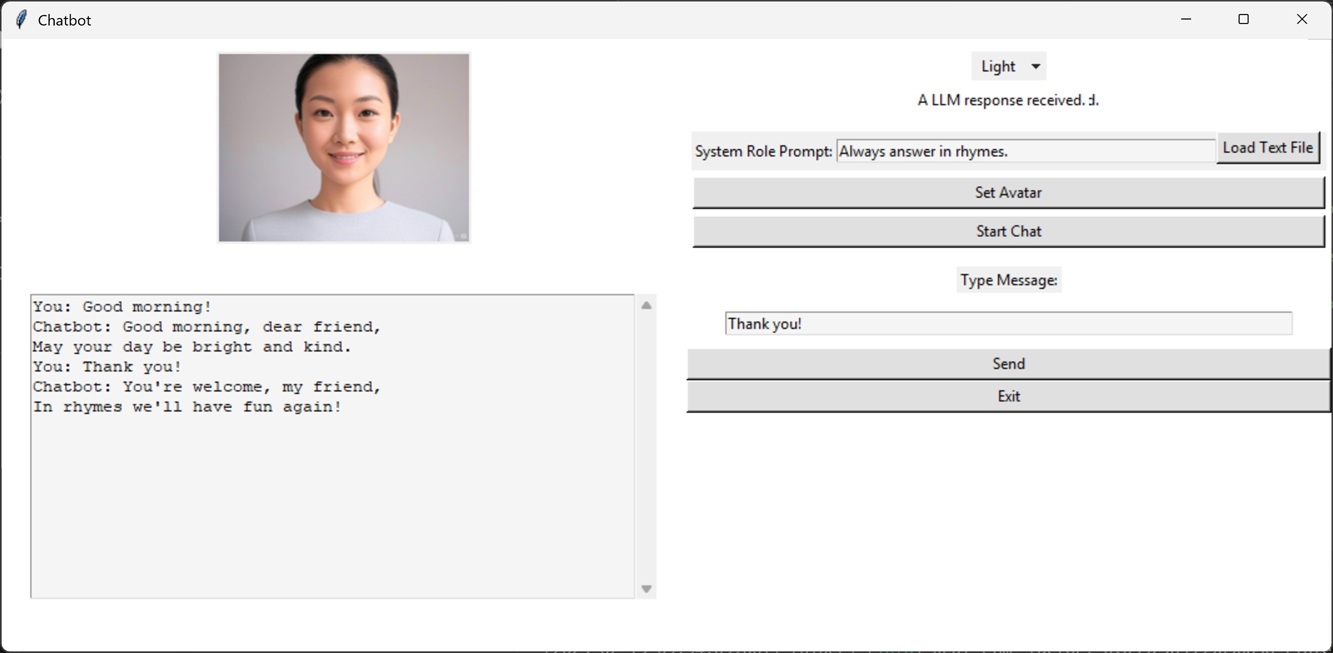 Chatbot
Light
A LLM response received. d.
System Role Prompt: Always answer in rhymes. Load Text File
Set Avatar
Start Chat
Type Message:
Thank you!
Send
Exit
You: Good morning!
Chatbot: Good morning, dear friend,
May your day be bright and kind.
You: Thank you!
Chatbot: You're welcome, my friend,
In rhymes we'll have fun again!